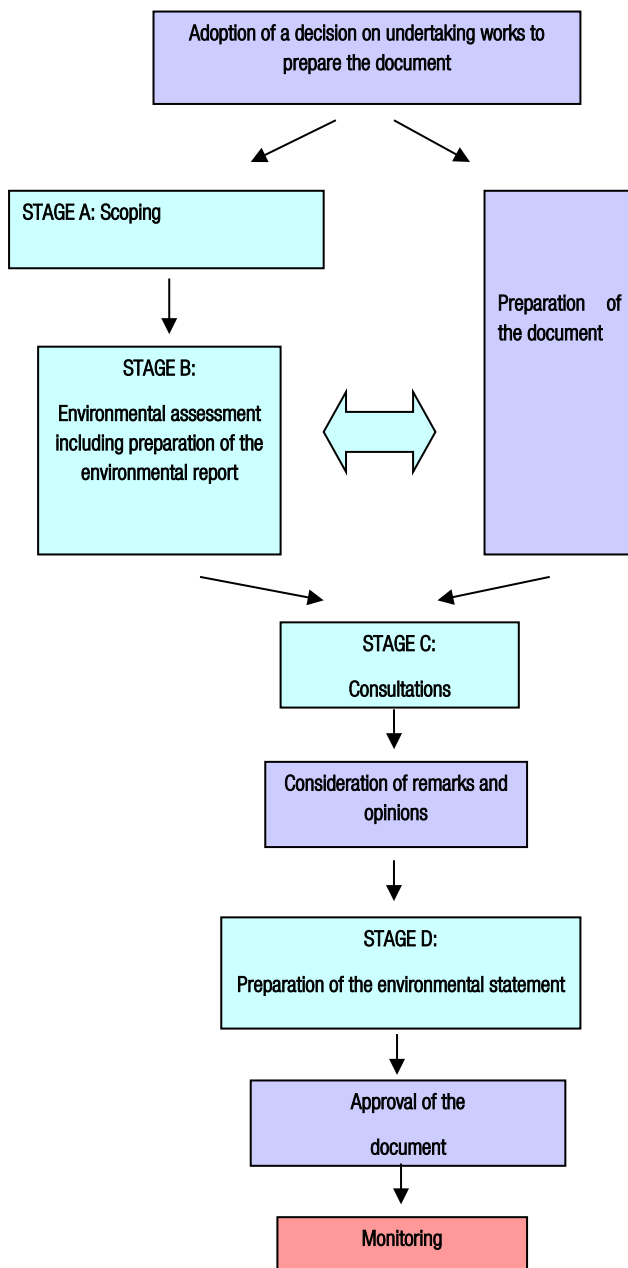 Adoption of a decision on undertaking works to
prepare the document
STAGE A: Scoping
Preparation of
the document
STAGE B:
Environmental assessment
including preparation of the
environmental report
STAGE C:
Consultations
Consideration of remarks and
opinions
STAGE D:
Preparation of the environmental statement
Approval of the
document
Monitoring